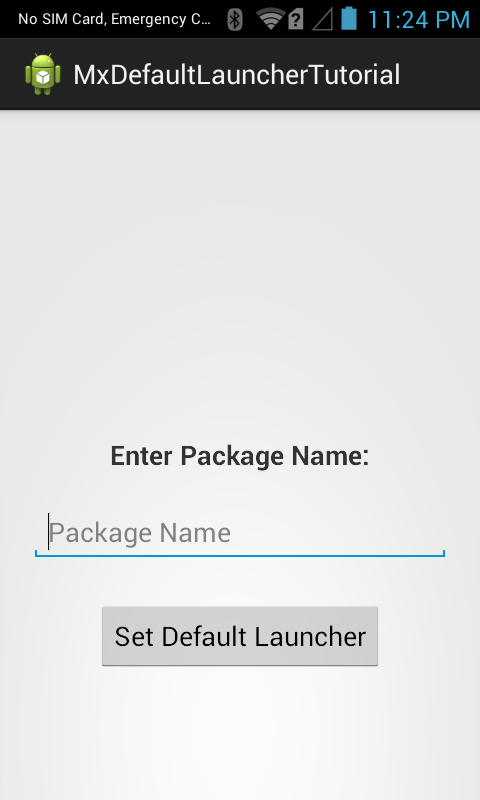 No SIM Card, Emergency C... 11:24 PM
MxDefaultLauncherTutorial
Enter Package Name:
Package Name
Set Default Launcher